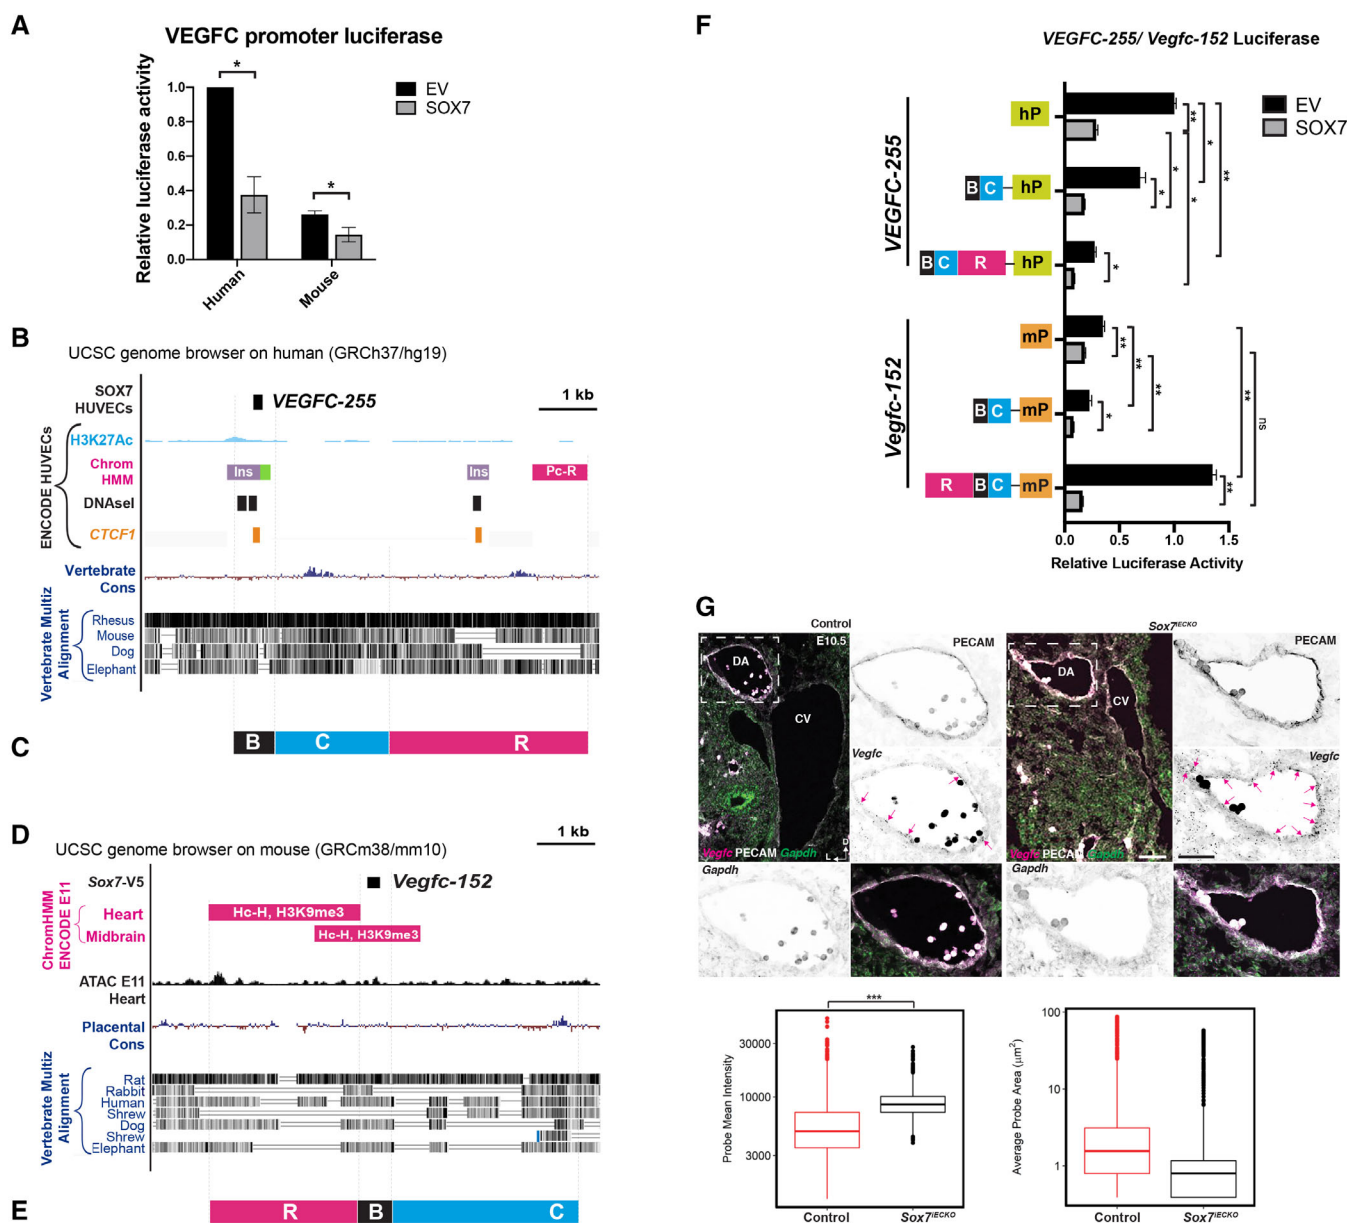 A
VEGFC promoter luciferase
Relative luciferase activity
1.0
0.8
0.6
0.4
0.2
0.0
*
*
EV
SOX7
Human
Mouse
B
UCSC genome browser on human (GRCh37/hg19)
SOX7
HUVECs
VEGFC-255
1 kb
ENCODE HUVECs
H3K27Ac
Chrom
HMM
Ins
Ins
Pc-R
DNAseI
CTCF1
Vertebrate
Cons
Vertebrate Multiz
Alignment
Rhesus
Mouse
Dog
Elephant
C
B
C
R
D
1 kb
UCSC genome browser on mouse (GRCm38/mm10)
Sox7-V5
Vegfc-152
ChromHMM
ENCODE E11
Heart
Hc-H, H3K9me3
Midbrain
Hc-H, H3K9me3
ATAC E11
Heart
Placental
Cons
Vertebrate Multiz
Alignment
Rat
Rabbit
Human
Shrew
Dog
Shrew
Elephant
E
R
B
C
F
VEGFC-255/ Vegfc-152 Luciferase
EV
SOX7
VEGFC-255
hP
B C hP
B C R hP
Vegfc-152
mP
B C mP
R B C mP
**
*
**
*
*
*
*
**
**
**
*
**
**
ns
0.0 0.5 1.0 1.5
Relative Luciferase Activity
G
Control
Sox7iECKO
E10.5
DA
CV
PECAM
DA
CV
PECAM
Vegfc
Vegfc
D
L
Vegfc PECAM Gapdh
Vegfc PECAM Gapdh
Gapdh
Gapdh
***
Probe Mean Intensity
30000
10000
3000
Control
Sox7iECKO
Average Probe Area (μm2)
100
10
1
Control
Sox7iECKO